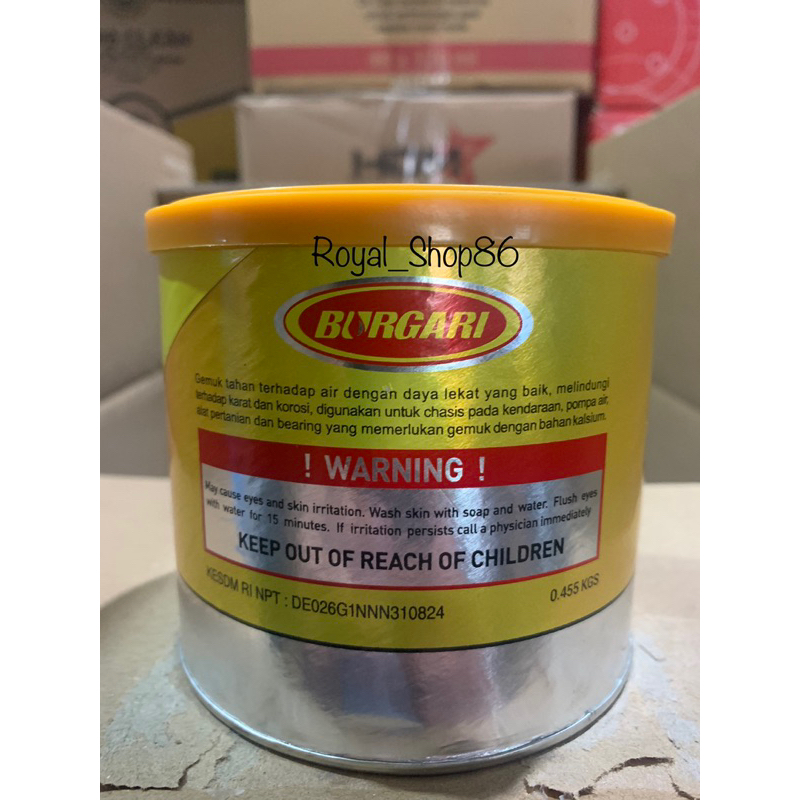 Royal_Shop86
BURGARI
Gemuk tahan terhadap air dengan daya lekat yang baik, melindungi
terhadap karat dan korosi, digunakan untuk chasis pada kendaraan, pompa air,
alat pertanian dan bearing yang memerlukan gemuk dengan bahan kalsium.
! WARNING !
May cause eyes and skin irritation. Wash skin with soap and water. Flush eyes
with water for 15 minutes. If irritation persists call a physician immediately
KEEP OUT OF REACH OF CHILDREN
KESDM RI NPT : DE026G1NNN310824
0.455 KGS